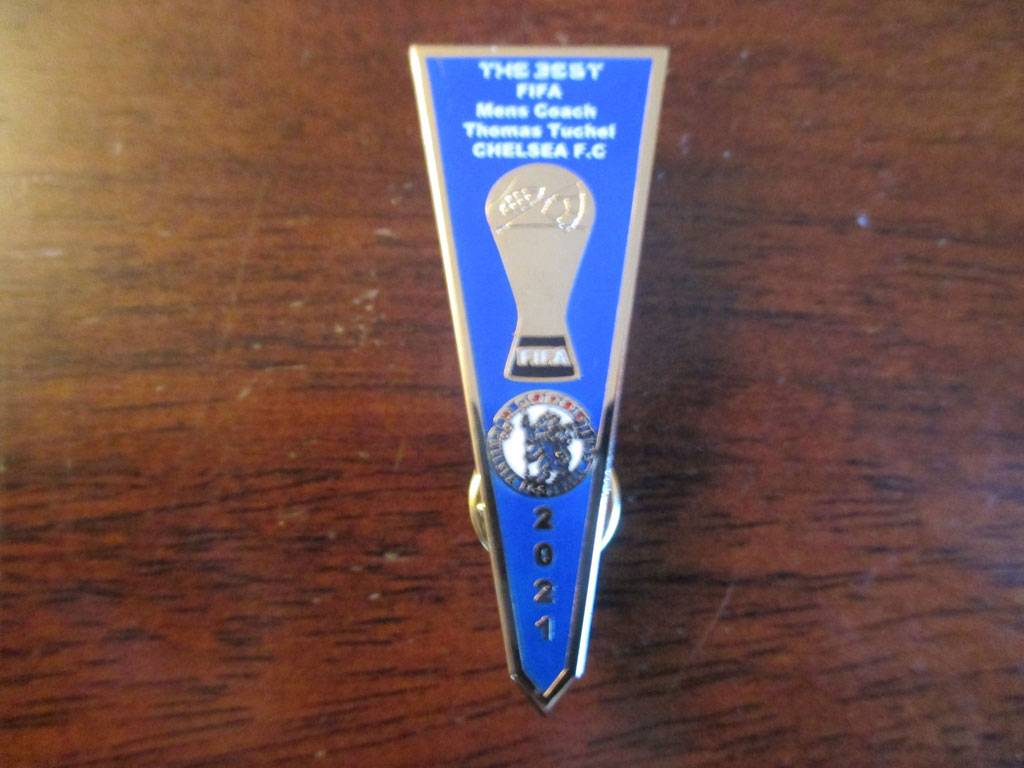 THE BEST
FIFA
Mens Coach
Thomas Tuchel
CHELSEA F.C
FIFA
2
0
2
1